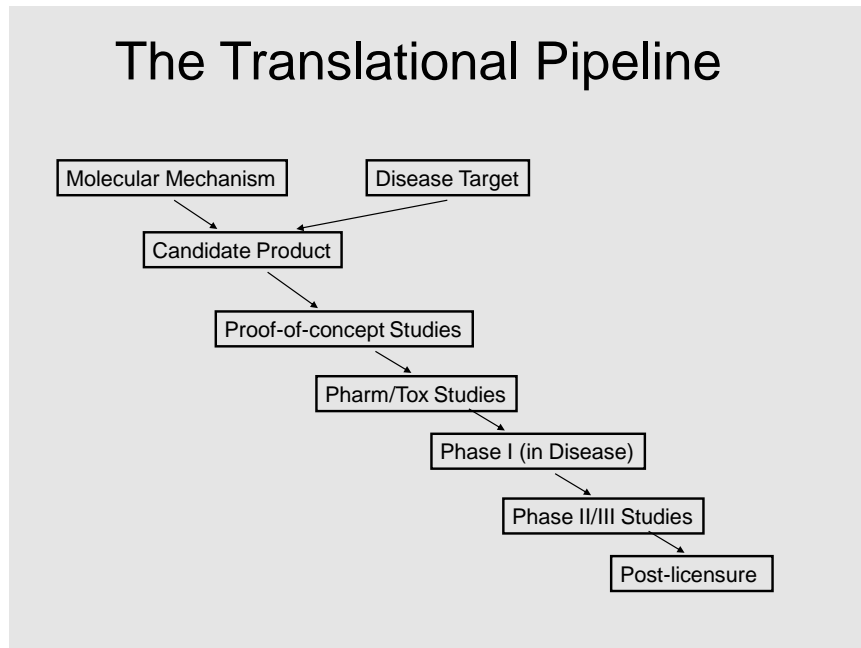 The Translational Pipeline
Molecular Mechanism
Disease Target
Candidate Product
Proof-of-concept Studies
Pharm/Tox Studies
Phase I (in Disease)
Phase II/III Studies
Post-licensure